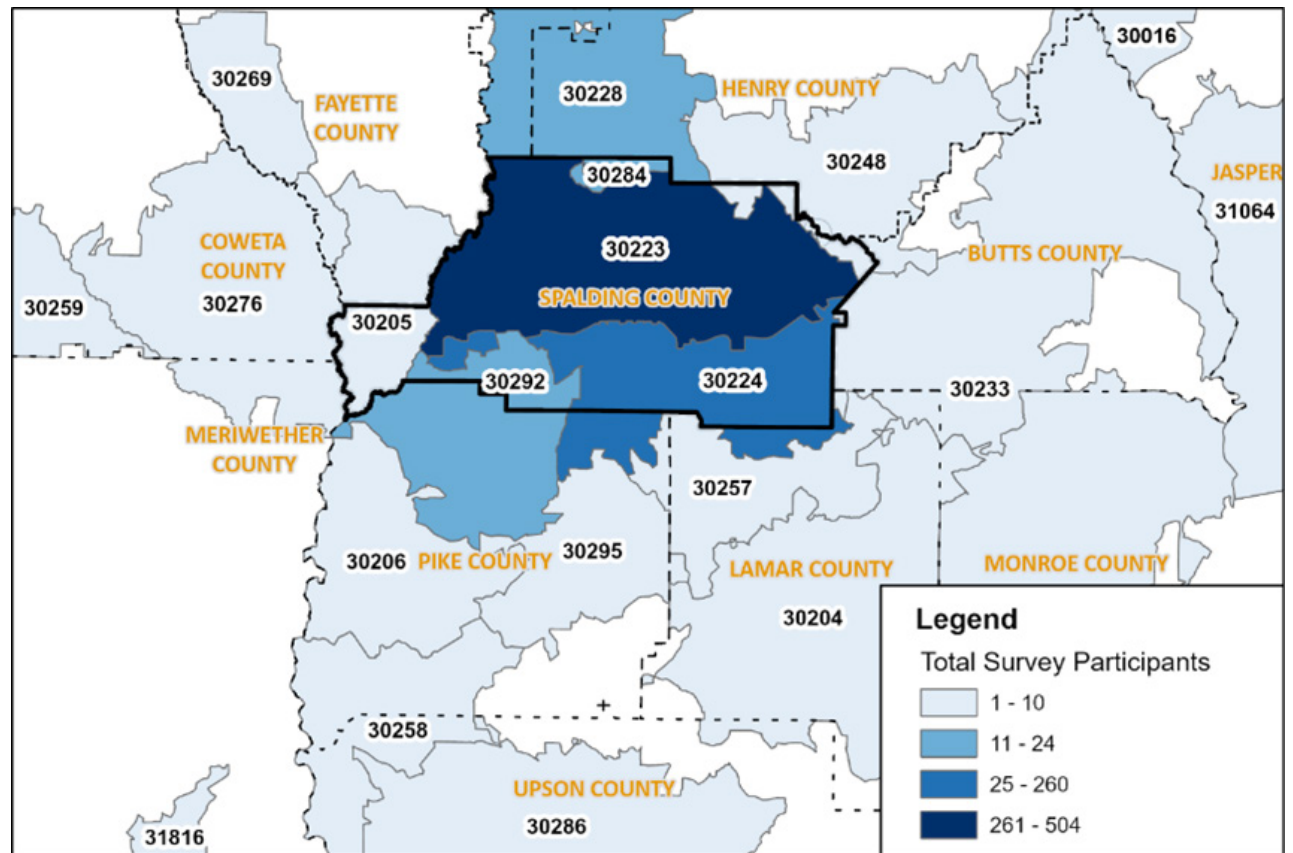 30016
30269
HENRY COUNTY
30228
FAYETTE
COUNTY
30248
30284
JASPER
31064
COWETA
COUNTY
30223
BUTTS COUNTY
30276
SPALDING COUNTY
30259
30205
30292
30224
30233
MERIWETHER
COUNTY
30257
30206
PIKE COUNTY
30295
LAMAR COUNTY
MONROE COUNTY
30204
30258
UPSON COUNTY
30286
31816
Legend
Total Survey Participants
1 - 10
11 - 24
25 - 260
261 - 504